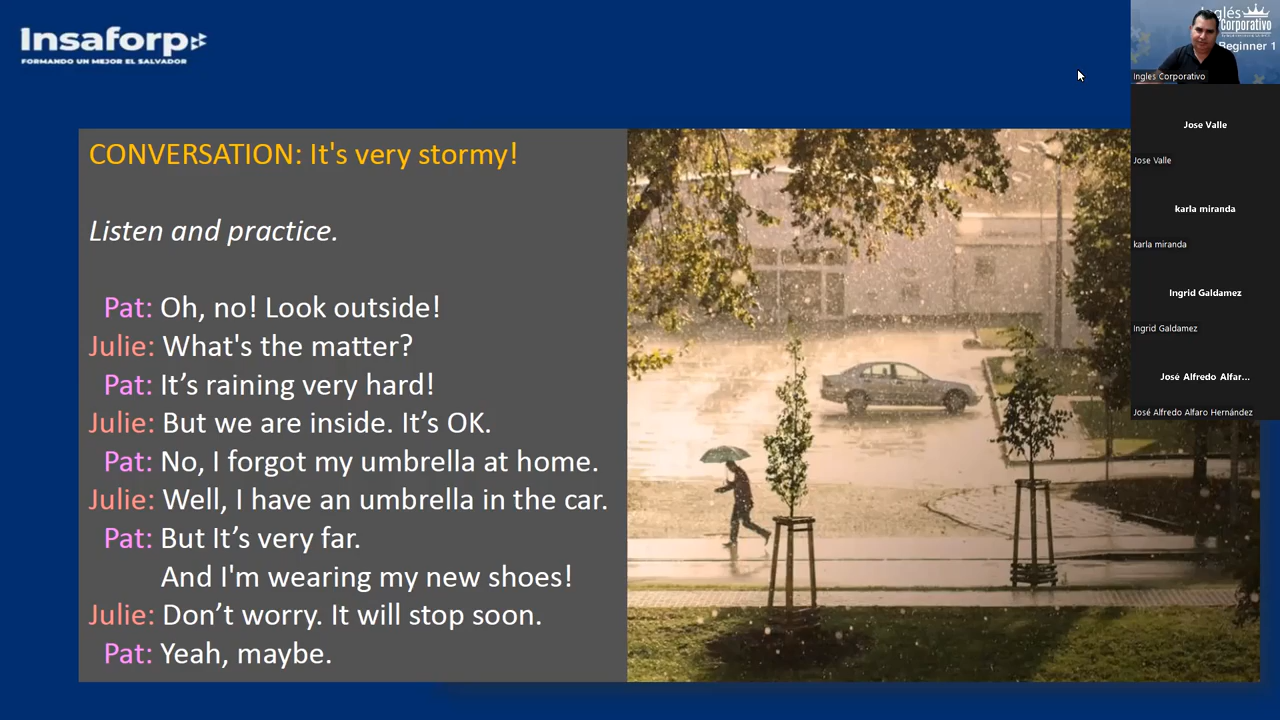 Insaforp
FORMANDO UN MEJOR EL SALVADOR
CONVERSATION: It's very stormy!
Listen and practice.
Pat: Oh, no! Look outside!
Julie: What's the matter?
Pat: It’s raining very hard!
Julie: But we are inside. It’s OK.
Pat: No, I forgot my umbrella at home.
Julie: Well, I have an umbrella in the car.
Pat: But It’s very far.
And I'm wearing my new shoes!
Julie: Don’t worry. It will stop soon.
Pat: Yeah, maybe.
Inglés
Corporativo
Beginner 1
Ingles Corporativo
Jose Valle
Jose Valle
karla miranda
karla miranda
Ingrid Galdamez
Ingrid Galdamez
José Alfredo Alfar...
José Alfredo Alfaro Hernández